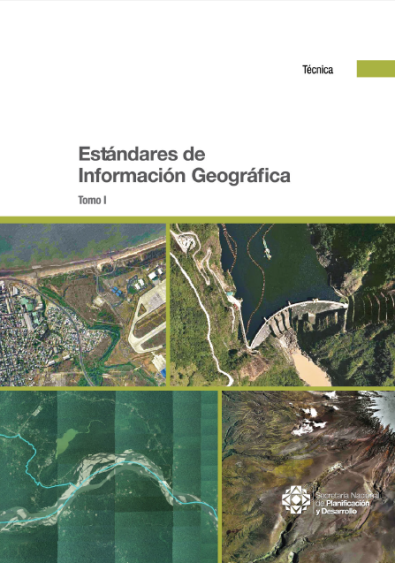 Técnica
Estándares de
Información Geográfica
Tomo I
Secretaría Nacional
de Planificación
y Desarrollo